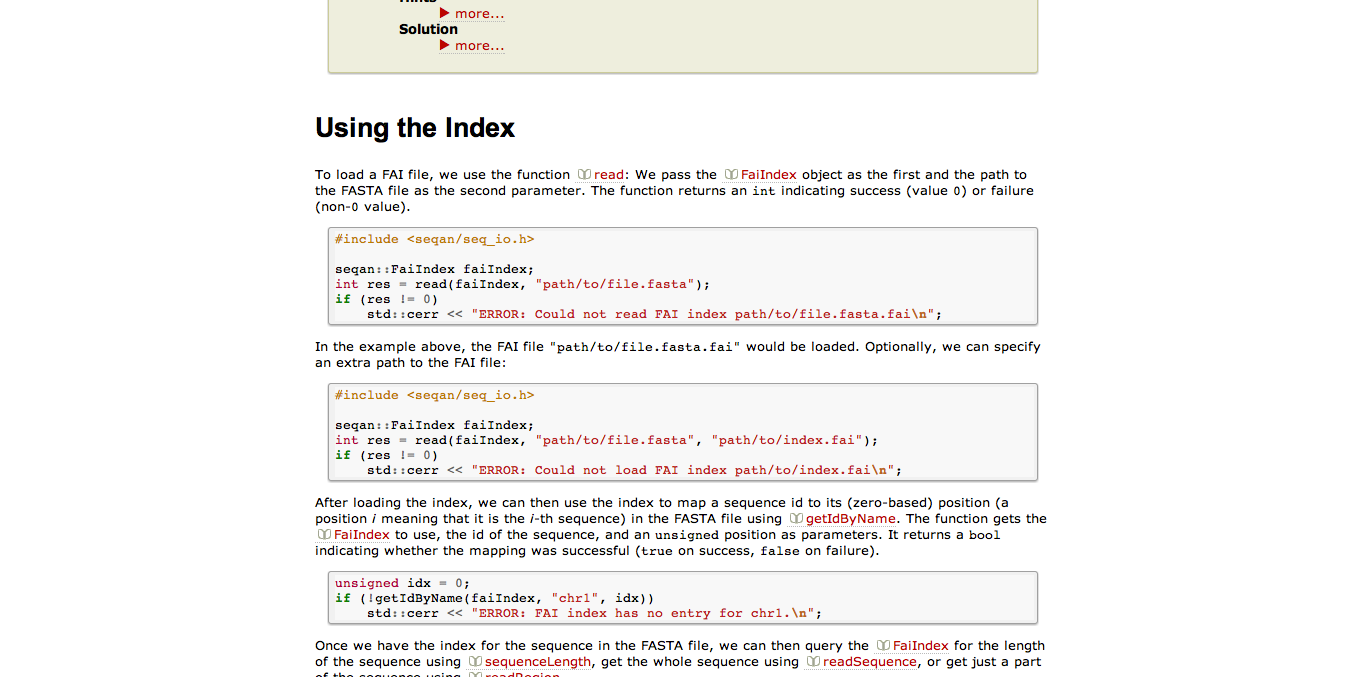 Hints
▶ more...
Solution
▶ more...
Using the Index
To load a FAI file, we use the function read: We pass the FaiIndex object as the first and the path to
the FASTA file as the second parameter. The function returns an int indicating success (value 0) or failure
(non-0 value).
#include <seqan/seq_io.h>
seqan::FaiIndex faiIndex;
int res = read(faiIndex, "path/to/file.fasta");
if (res != 0)
    std::cerr << "ERROR: Could not read FAI index path/to/file.fasta.fai\n";
In the example above, the FAI file "path/to/file.fasta.fai" would be loaded. Optionally, we can specify
an extra path to the FAI file:
#include <seqan/seq_io.h>
seqan::FaiIndex faiIndex;
int res = read(faiIndex, "path/to/file.fasta", "path/to/index.fai");
if (res != 0)
    std::cerr << "ERROR: Could not load FAI index path/to/index.fai\n";
After loading the index, we can then use the index to map a sequence id to its (zero-based) position (a
position i meaning that it is the i-th sequence) in the FASTA file using getIdByName. The function gets the
FaiIndex to use, the id of the sequence, and an unsigned position as parameters. It returns a bool
indicating whether the mapping was successful (true on success, false on failure).
unsigned idx = 0;
if (!getIdByName(faiIndex, "chr1", idx))
    std::cerr << "ERROR: FAI index has no entry for chr1.\n";
Once we have the index for the sequence in the FASTA file, we can then query the FaiIndex for the length
of the sequence using sequenceLength, get the whole sequence using readSequence, or get just a part
of the sequence using readRegion.